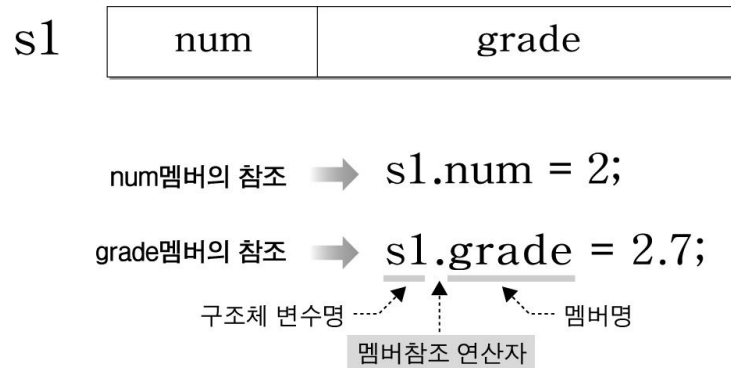 s1 num grade
num멤버의 참조 s1.num = 2;
grade멤버의 참조 s1.grade = 2.7;
구조체 변수명 멤버명
멤버참조 연산자